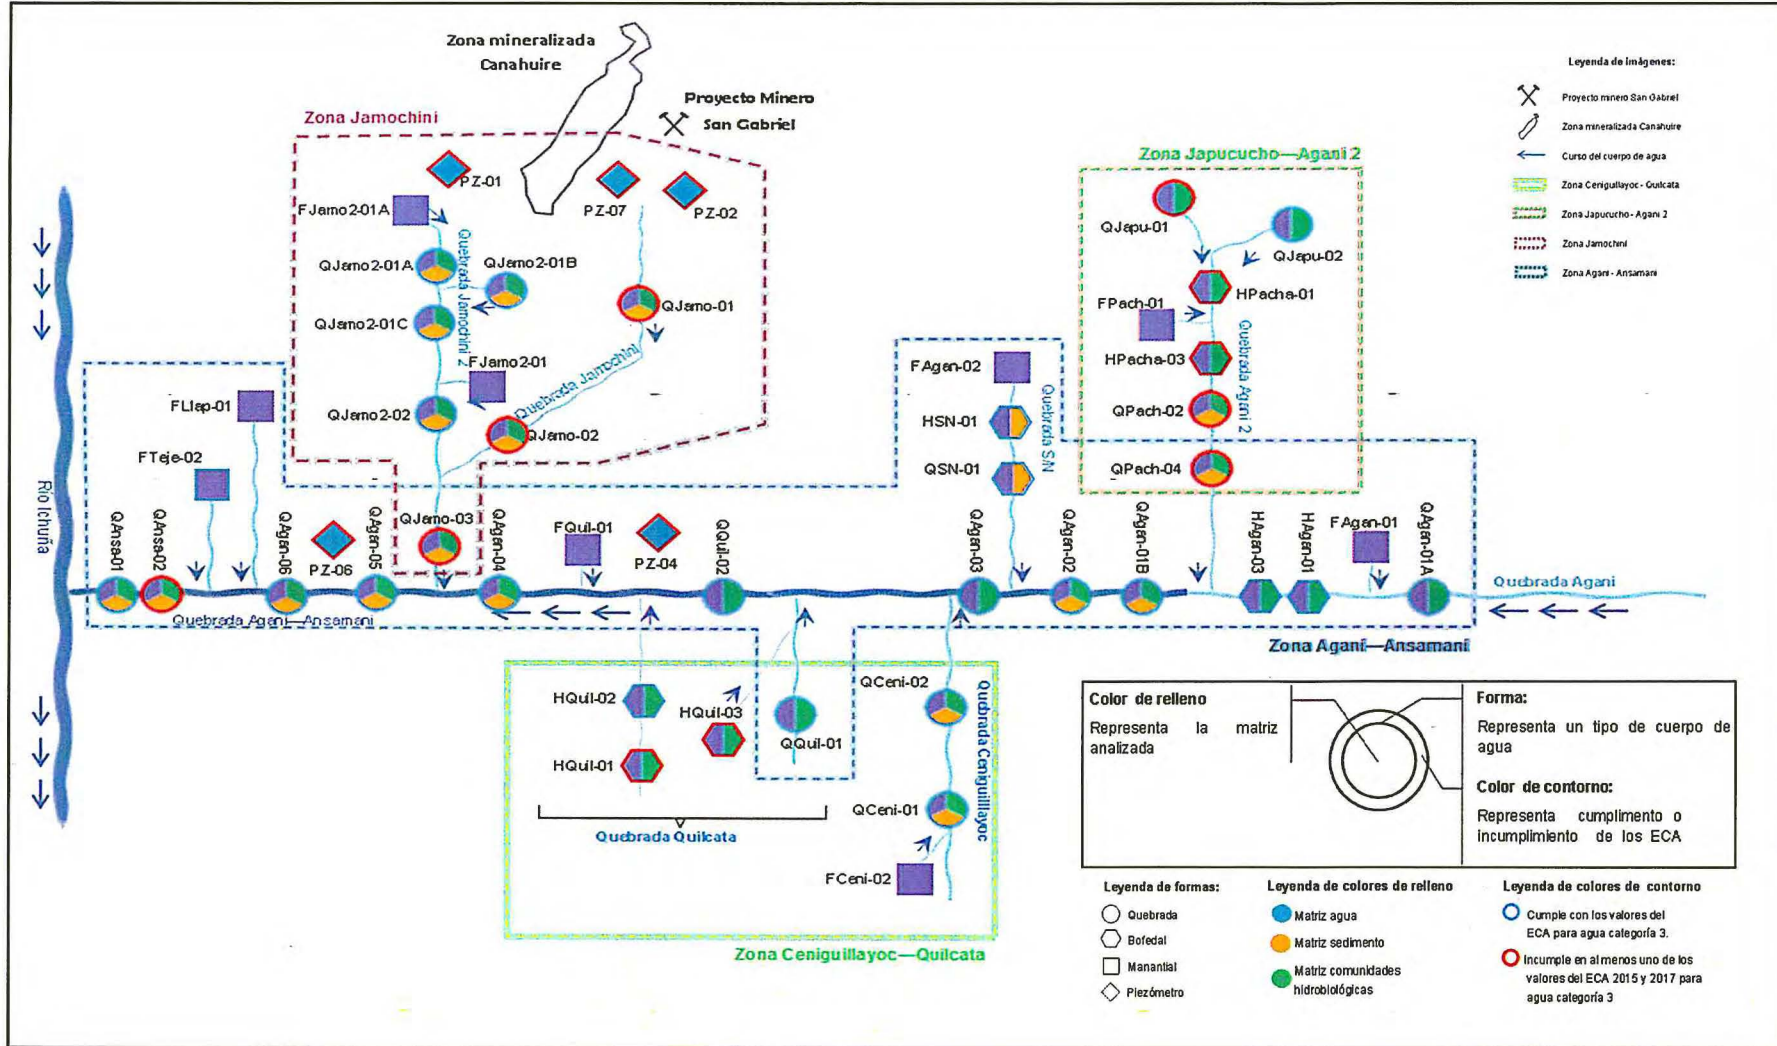 Zona mineralizada
Canahuire
Proyecto Minero
San Gabriel
Zona Jamochini
PZ-01
PZ-07
PZ-02
FJamo2-01A
QJamo2-01A
QJamo2-01B
Quebrada Jamochini 2
QJamo2-01C
QJamo-01
FJamo2-01
Quebrada Jamochini
QJamo2-02
QJamo-02
QJamo-03
Zona Japucucho—Agani 2
QJapu-01
QJapu-02
HPacha-01
FPach-01
Quebrada Agani 2
HPacha-03
QPach-02
QPach-04
FAgan-02
Quebrada S/N
HSN-01
QSN-01
FLlap-01
FTeje-02
Río Ichuña
QAnsa-01
QAnsa-02
QAgan-06
PZ-06
QAgan-05
QAgan-04
FQuil-01
PZ-04
QQuil-02
QAgan-03
QAgan-02
QAgan-01B
HAgan-03A
HAgan-01
FAgan-01
QAgan-01A
Quebrada Agani
Quebrada Agani—Ansamani
Zona Agani—Ansamani
HQuil-02
HQuil-03
HQuil-01
QQuil-01
Quebrada Quilcata
QCeni-02
Quebrada Ceniguilllayoc
QCeni-01
FCeni-02
Zona Ceniguillayoc—Quilcata
Leyenda de imágenes:
Proyecto minero San Gabriel
Zona mineralizada Canahuire
Curso del cuerpo de agua
Zona Ceniguillayoc - Quilcata
Zona Japucucho - Agani 2
Zona Jamochini
Zona Agani - Ansamani
Color de relleno
Representa la matriz
analizada
Forma:
Representa un tipo de cuerpo de
agua
Color de contorno:
Representa cumplimento o
incumplimiento de los ECA
Leyenda de formas:
Quebrada
Bofedal
Manantial
Piezómetro
Leyenda de colores de relleno
Matriz agua
Matriz sedimento
Matriz comunidades
hidrobiológicas
Leyenda de colores de contorno
Cumple con los valores del
ECA para agua categoría 3.
Incumple en al menos uno de los
valores del ECA 2015 y 2017 para
agua categoría 3